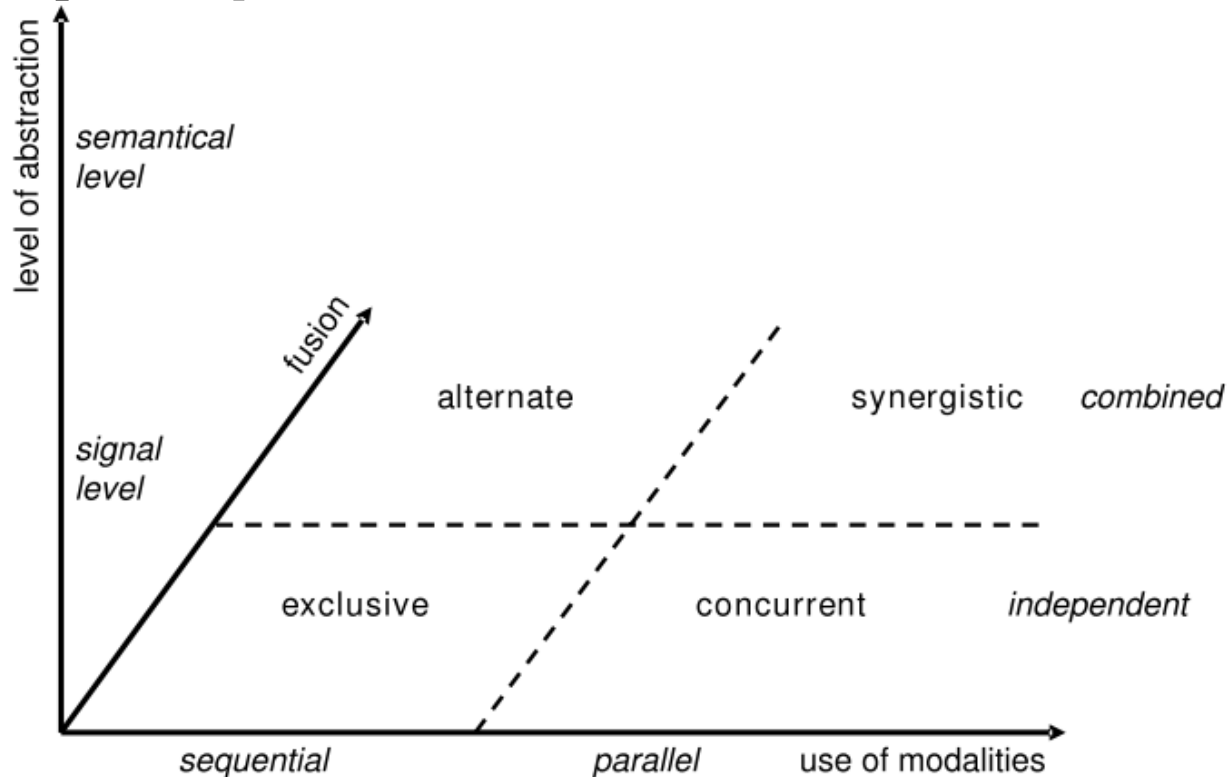 level of abstraction
semantical
level
fusion
alternate
synergistic
combined
signal
level
exclusive
concurrent
independent
sequential
parallel
use of modalities